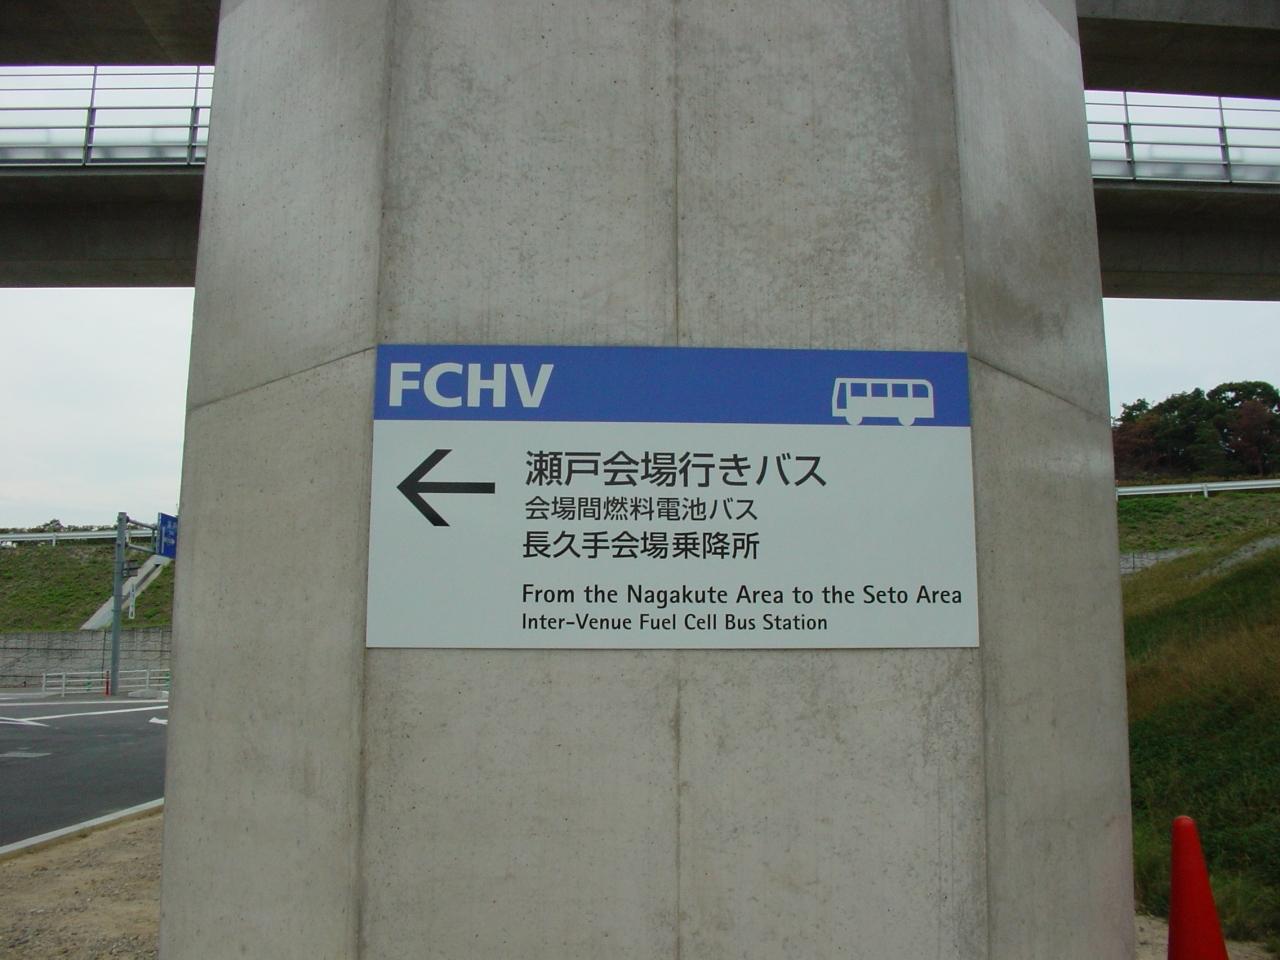 FCHV
瀬戸会場行きバス
会場間燃料電池バス
長久手会場乗降所
From the Nagakute Area to the Seto Area
Inter-Venue Fuel Cell Bus Station